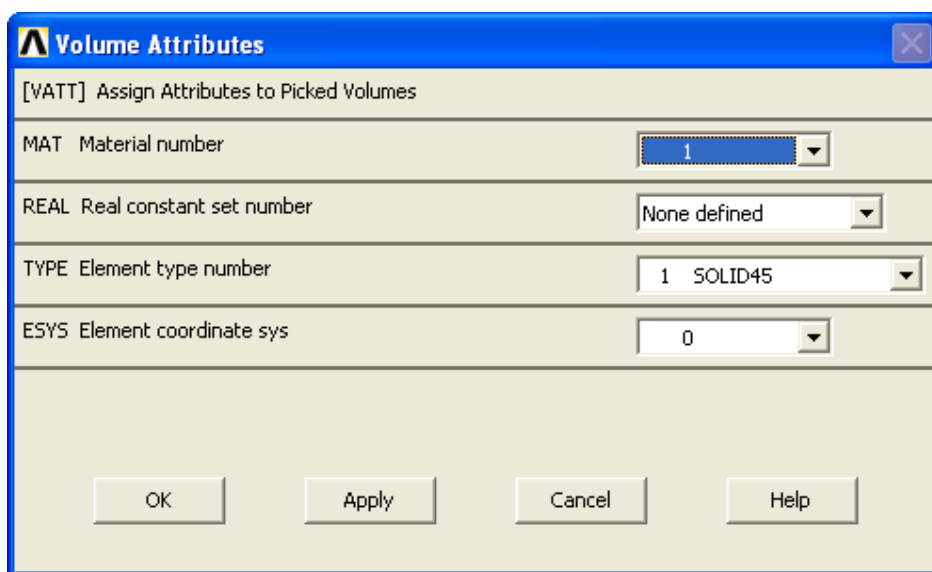 Volume Attributes
[VATT] Assign Attributes to Picked Volumes
MAT Material number 1
REAL Real constant set number None defined
TYPE Element type number 1 SOLID45
ESYS Element coordinate sys 0
OK Apply Cancel Help